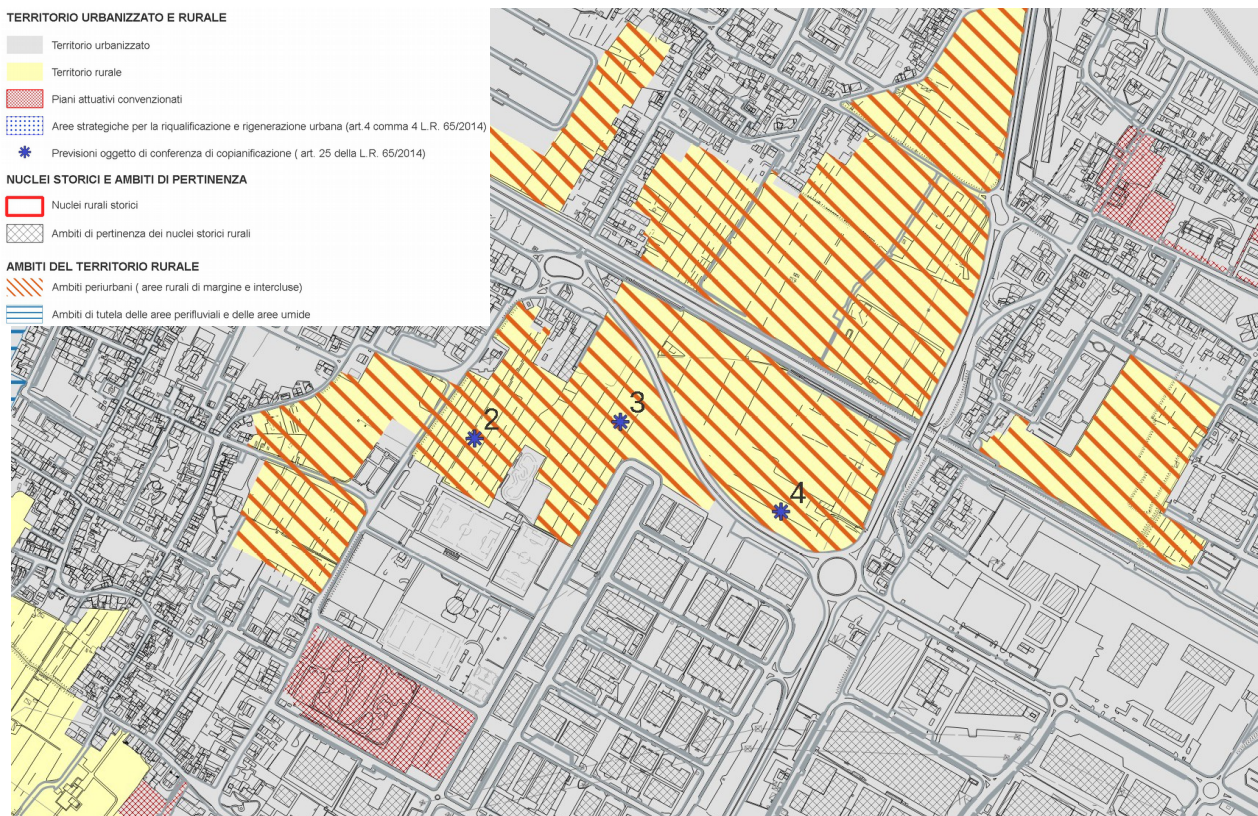 TERRITORIO URBANIZZATO E RURALE
Territorio urbanizzato
Territorio rurale
Piani attuativi convenzionati
Aree strategiche per la riqualificazione e rigenerazione urbana (art.4 comma 4 L.R. 65/2014)
Previsioni oggetto di conferenza di copianificazione ( art. 25 della L.R. 65/2014)
NUCLEI STORICI E AMBITI DI PERTINENZA
Nuclei rurali storici
Ambiti di pertinenza dei nuclei storici rurali
AMBITI DEL TERRITORIO RURALE
Ambiti periurbani ( aree rurali di margine e intercluse)
Ambiti di tutela delle aree perifluviali e delle aree umide
2
3
4